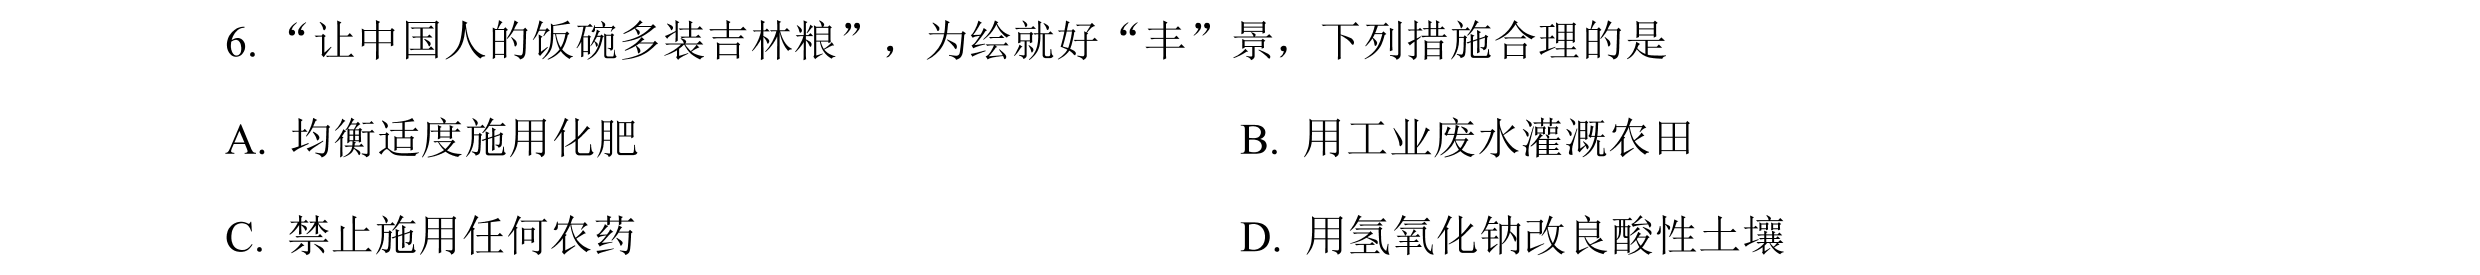 6. “让中国人的饭碗多装吉林粮”，为绘就好“丰”景，下列措施合理的是
A. 均衡适度施用化肥 B. 用工业废水灌溉农田
C. 禁止施用任何农药 D. 用氢氧化钠改良酸性土壤